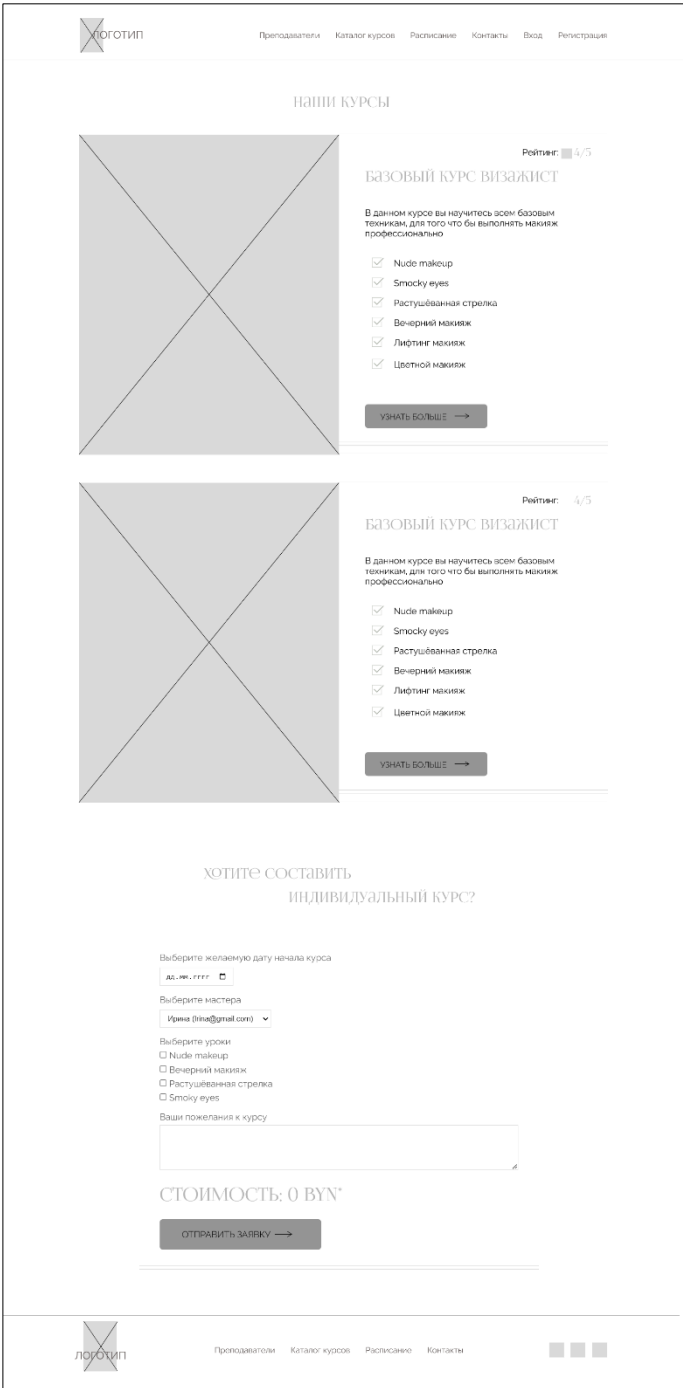 ЛОГОТИП
Преподаватели Каталог курсов Расписание Контакты Вход Регистрация
НАШИ КУРСЫ
Рейтинг: 4/5
БАЗОВЫЙ КУРС ВИЗАЖИСТ
В данном курсе вы научитесь всем базовым
техникам, для того что бы выполнять макияж
профессионально
Nude makeup
Smocky eyes
Растушёванная стрелка
Вечерний макияж
Лифтинг макияж
Цветной макияж
УЗНАТЬ БОЛЬШЕ
Рейтинг: 4/5
БАЗОВЫЙ КУРС ВИЗАЖИСТ
В данном курсе вы научитесь всем базовым
техникам, для того что бы выполнять макияж
профессионально
Nude makeup
Smocky eyes
Растушёванная стрелка
Вечерний макияж
Лифтинг макияж
Цветной макияж
УЗНАТЬ БОЛЬШЕ
ХОТИТЕ СОСТАВИТЬ
ИНДИВИДУАЛЬНЫЙ КУРС?
Выберите желаемую дату начала курса
дд.мм.гггг
Выберите мастера
Ирина (Irina@gmail.com)
Выберите уроки
Nude makeup
Вечерний макияж
Растушёванная стрелка
Smoky eyes
Ваши пожелания к курсу
СТОИМОСТЬ: 0 BYN*
ОТПРАВИТЬ ЗАЯВКУ
ЛОГОТИП
Преподаватели Каталог курсов Расписание Контакты